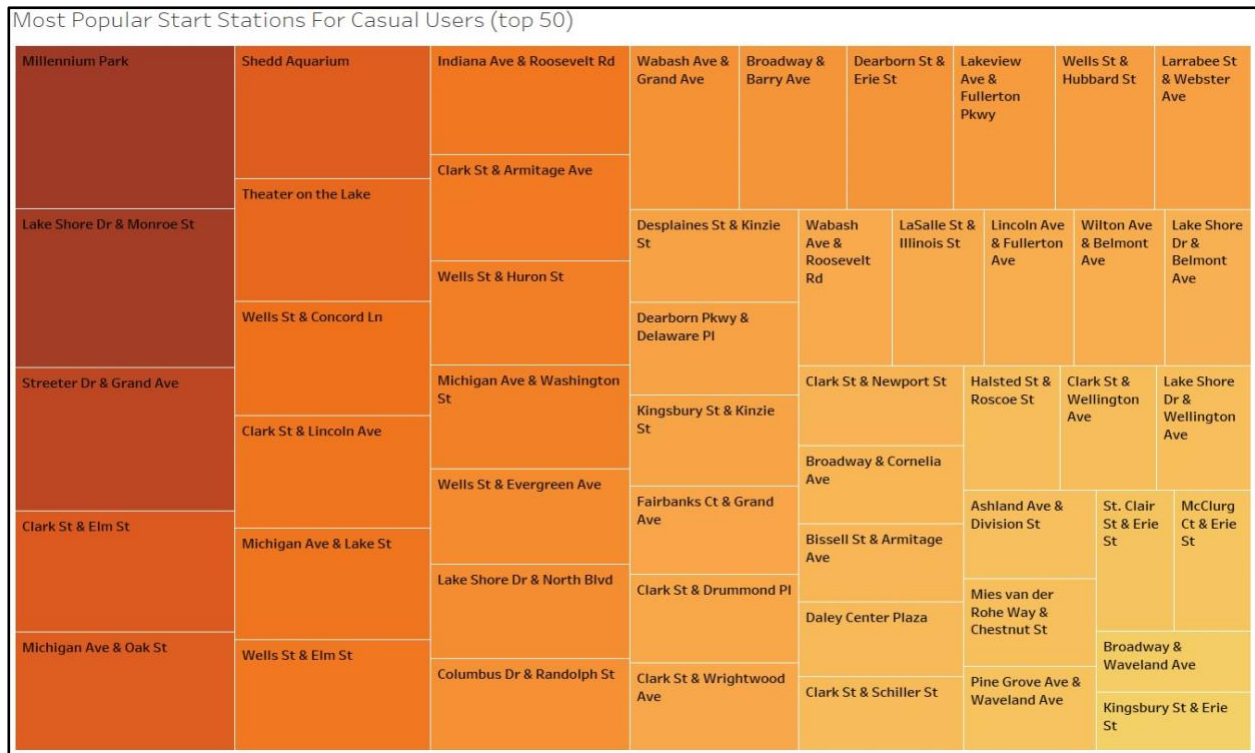 Most Popular Start Stations For Casual Users (top 50)
Millennium Park
Lake Shore Dr & Monroe St
Streeter Dr & Grand Ave
Clark St & Elm St
Michigan Ave & Oak St
Shedd Aquarium
Theater on the Lake
Wells St & Concord Ln
Clark St & Lincoln Ave
Michigan Ave & Lake St
Wells St & Elm St
Indiana Ave & Roosevelt Rd
Clark St & Armitage Ave
Wells St & Huron St
Michigan Ave & Washington
St
Wells St & Evergreen Ave
Lake Shore Dr & North Blvd
Columbus Dr & Randolph St
Wabash Ave &
Grand Ave
Broadway &
Barry Ave
Dearborn St &
Erie St
Lakeview
Ave &
Fullerton
Pkwy
Wells St &
Hubbard St
Larrabee St
& Webster
Ave
Desplaines St & Kinzie
St
Dearborn Pkwy &
Delaware Pl
Kingsbury St & Kinzie
St
Fairbanks Ct & Grand
Ave
Clark St & Drummond Pl
Clark St & Wrightwood
Ave
Wabash
Ave &
Roosevelt
Rd
LaSalle St &
Illinois St
Lincoln Ave
& Fullerton
Ave
Wilton Ave
& Belmont
Ave
Lake Shore
Dr &
Belmont
Ave
Clark St & Newport St
Broadway & Cornelia
Ave
Bissell St & Armitage
Ave
Daley Center Plaza
Clark St & Schiller St
Halsted St &
Roscoe St
Clark St &
Wellington
Ave
Lake Shore
Dr &
Wellington
Ave
Ashland Ave &
Division St
Mies van der
Rohe Way &
Chestnut St
Pine Grove Ave &
Waveland Ave
St. Clair
St & Erie
St
McClurg
Ct & Erie
St
Broadway &
Waveland Ave
Kingsbury St & Erie
St